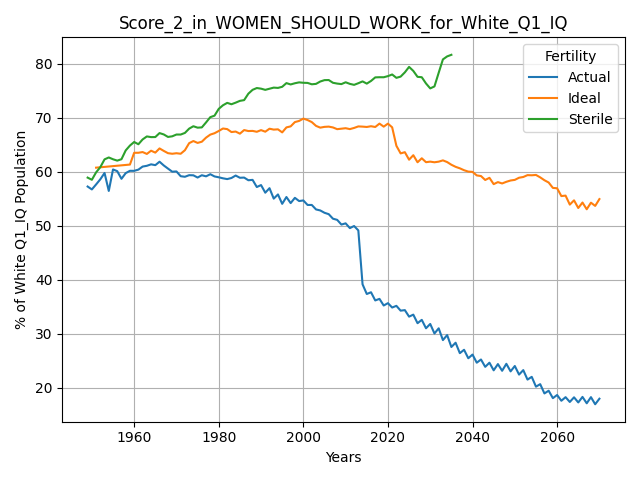 Score_2_in_WOMEN_SHOULD_WORK_for_White_Q1_IQ
Fertility
Actual
Ideal
Sterile
% of White Q1_IQ Population
80
70
60
50
40
30
20
1960 1980 2000 2020 2040 2060
Years